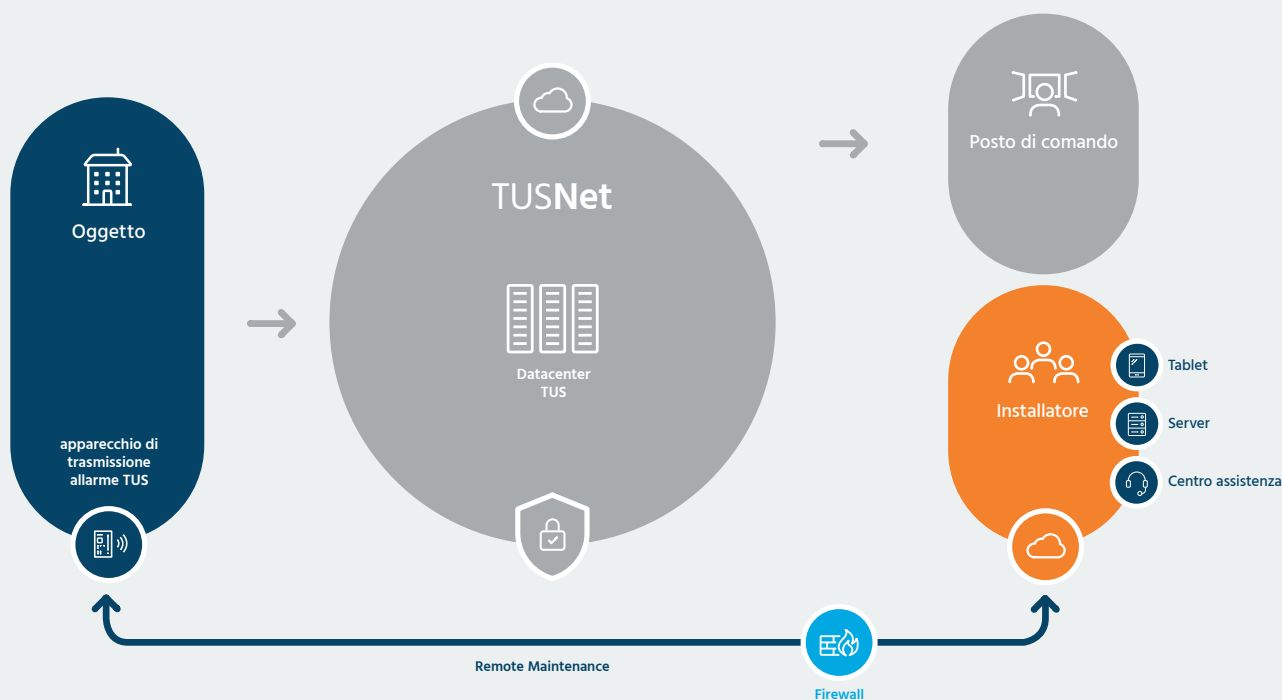 Oggetto
apparecchio di
trasmissione
allarme TUS
TUSNet
Datacenter
TUS
Posto di comando
Installatore
Tablet
Server
Centro assistenza
Remote Maintenance
Firewall